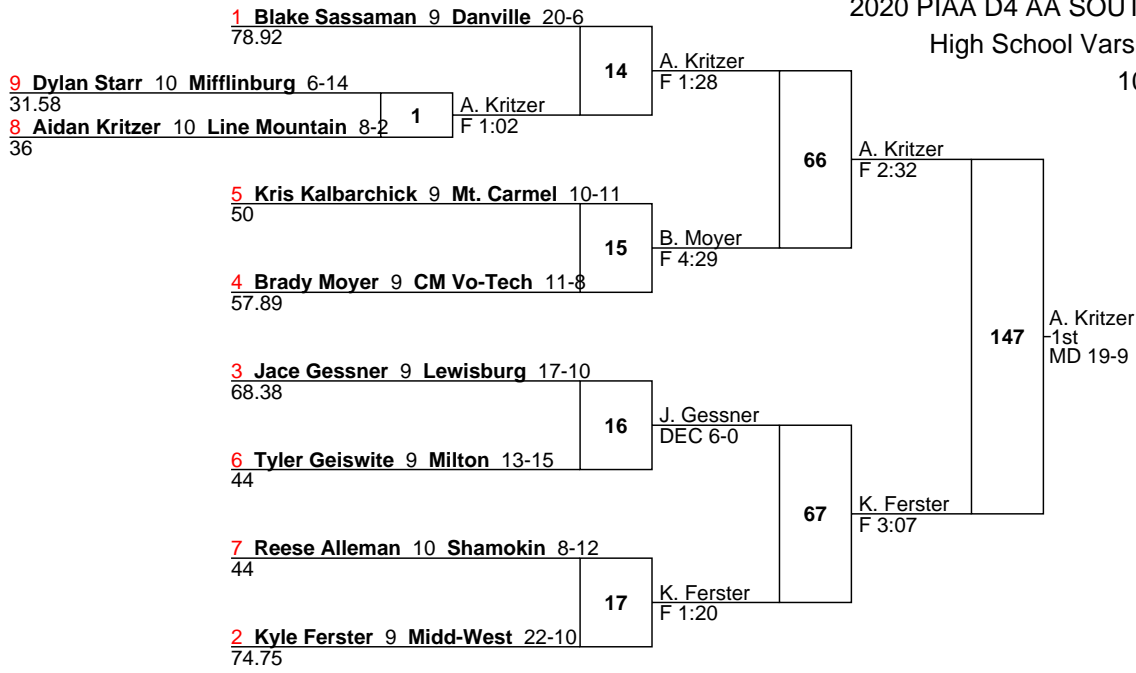 2020 PIAA D4 AA SOUT
High School Vars
10
1 Blake Sassaman 9 Danville 20-6
78.92
14
A. Kritzer
F 1:28
9 Dylan Starr 10 Mifflinburg 6-14
31.58
1
A. Kritzer
F 1:02
8 Aidan Kritzer 10 Line Mountain 8-2
36
66
A. Kritzer
F 2:32
5 Kris Kalbarchick 9 Mt. Carmel 10-11
50
15
B. Moyer
F 4:29
4 Brady Moyer 9 CM Vo-Tech 11-8
57.89
147
A. Kritzer
1st
MD 19-9
3 Jace Gessner 9 Lewisburg 17-10
68.38
16
J. Gessner
DEC 6-0
6 Tyler Geiswite 9 Milton 13-15
44
67
K. Ferster
F 3:07
7 Reese Alleman 10 Shamokin 8-12
44
17
K. Ferster
F 1:20
2 Kyle Ferster 9 Midd-West 22-10
74.75